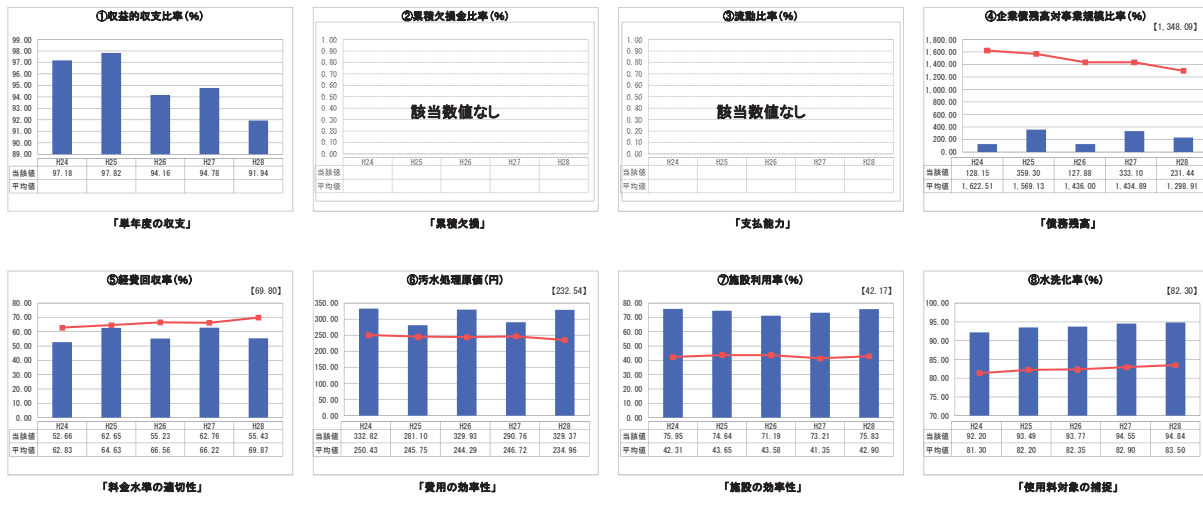 ①収益的収支比率(%)
99.00
98.00
97.00
96.00
95.00
94.00
93.00
92.00
91.00
90.00
89.00
H24 H25 H26 H27 H28
当該値 97.18 97.82 94.16 94.78 91.94
平均値
「単年度の収支」
②累積欠損金比率(%)
1.00
0.90
0.80
0.70
0.60
0.50
0.40
0.30
0.20
0.10
0.00
該当数値なし
H24 H25 H26 H27 H28
当該値
平均値
「累積欠損」
③流動比率(%)
1.00
0.90
0.80
0.70
0.60
0.50
0.40
0.30
0.20
0.10
0.00
該当数値なし
H24 H25 H26 H27 H28
当該値
平均値
「支払能力」
④企業債残高対事業規模比率(%)
【1,348.09】
1,800.00
1,600.00
1,400.00
1,200.00
1,000.00
800.00
600.00
400.00
200.00
0.00
H24 H25 H26 H27 H28
当該値 128.15 359.30 127.88 333.10 231.44
平均値 1,622.51 1,569.13 1,436.00 1,434.89 1,298.91
「債務残高」
⑤経費回収率(%)
【69.80】
80.00
70.00
60.00
50.00
40.00
30.00
20.00
10.00
0.00
H24 H25 H26 H27 H28
当該値 52.66 62.65 55.23 62.76 55.43
平均値 62.83 64.63 66.56 66.22 69.87
「料金水準の適切性」
⑥汚水処理原価(円)
【232.54】
350.00
300.00
250.00
200.00
150.00
100.00
50.00
0.00
H24 H25 H26 H27 H28
当該値 332.82 281.10 329.93 290.76 329.37
平均値 250.43 245.75 244.29 246.72 234.96
「費用の効率性」
⑦施設利用率(%)
【42.17】
80.00
70.00
60.00
50.00
40.00
30.00
20.00
10.00
0.00
H24 H25 H26 H27 H28
当該値 75.95 74.64 71.19 73.21 75.83
平均値 42.31 43.65 43.58 41.35 42.90
「施設の効率性」
⑧水洗化率(%)
【82.30】
100.00
95.00
90.00
85.00
80.00
75.00
70.00
H24 H25 H26 H27 H28
当該値 92.20 93.49 93.77 94.55 94.84
平均値 81.30 82.20 82.35 82.90 83.50
「使用料対象の捕捉」